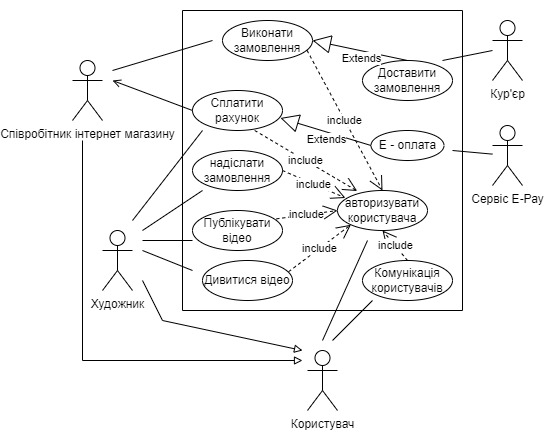 Виконати
замовлення
Extends
Доставити
замовлення
Кур'єр
Співробітник інтернет магазину
Сплатити
рахунок
include
Extends
Е - оплата
Сервіс E-Pay
include
надіслати
замовлення
include
авторизувати
користувача
Публікувати
відео
include
include
include
Дивитися відео
Комунікація
користувачів
Художник
Користувач